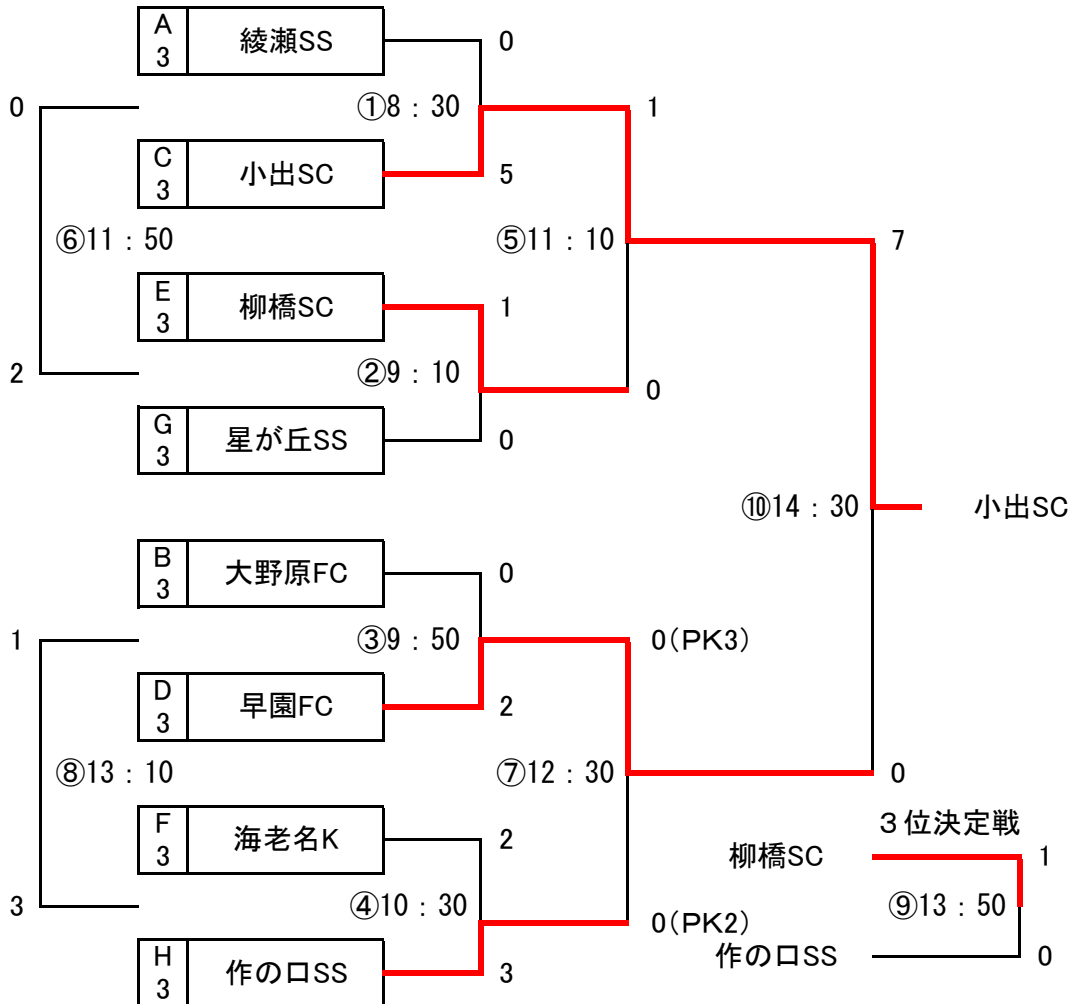 A
3
綾瀬SS
0
0
①8：30
1
C
3
小出SC
5
⑥11：50
⑤11：10
7
E
3
柳橋SC
1
2
②9：10
0
G
3
星が丘SS
0
⑩14：30
小出SC
B
3
大野原FC
0
1
③9：50
0(PK3)
D
3
早園FC
2
⑧13：10
⑦12：30
0
F
3
海老名K
2
３位決定戦
柳橋SC
1
3
④10：30
0(PK2)
⑨13：50
作の口SS
0
H
3
作の口SS
3